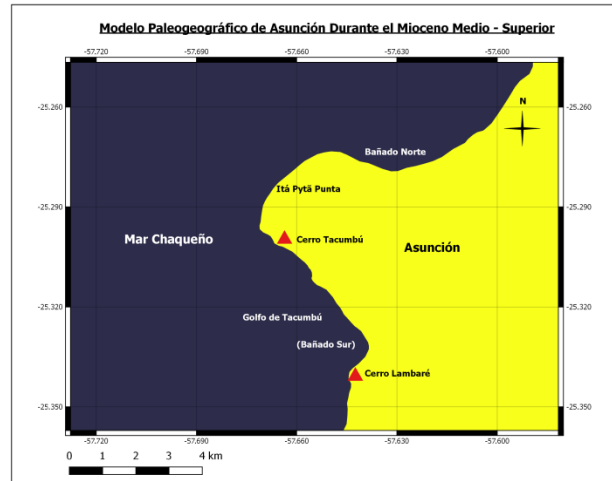 Modelo Paleogeográfico de Asunción Durante el Mioceno Medio - Superior
-57.720 -57.690 -57.660 -57.630 -57.600
-25.260 -25.260
N
Bañado Norte
Itá Pytã Punta
-25.290 -25.290
Mar Chaqueño
Cerro Tacumbú
Asunción
-25.320 -25.320
Golfo de Tacumbú
(Bañado Sur)
Cerro Lambaré
-25.350 -25.350
-57.720 -57.690 -57.660 -57.630 -57.600
0 1 2 3 4 km